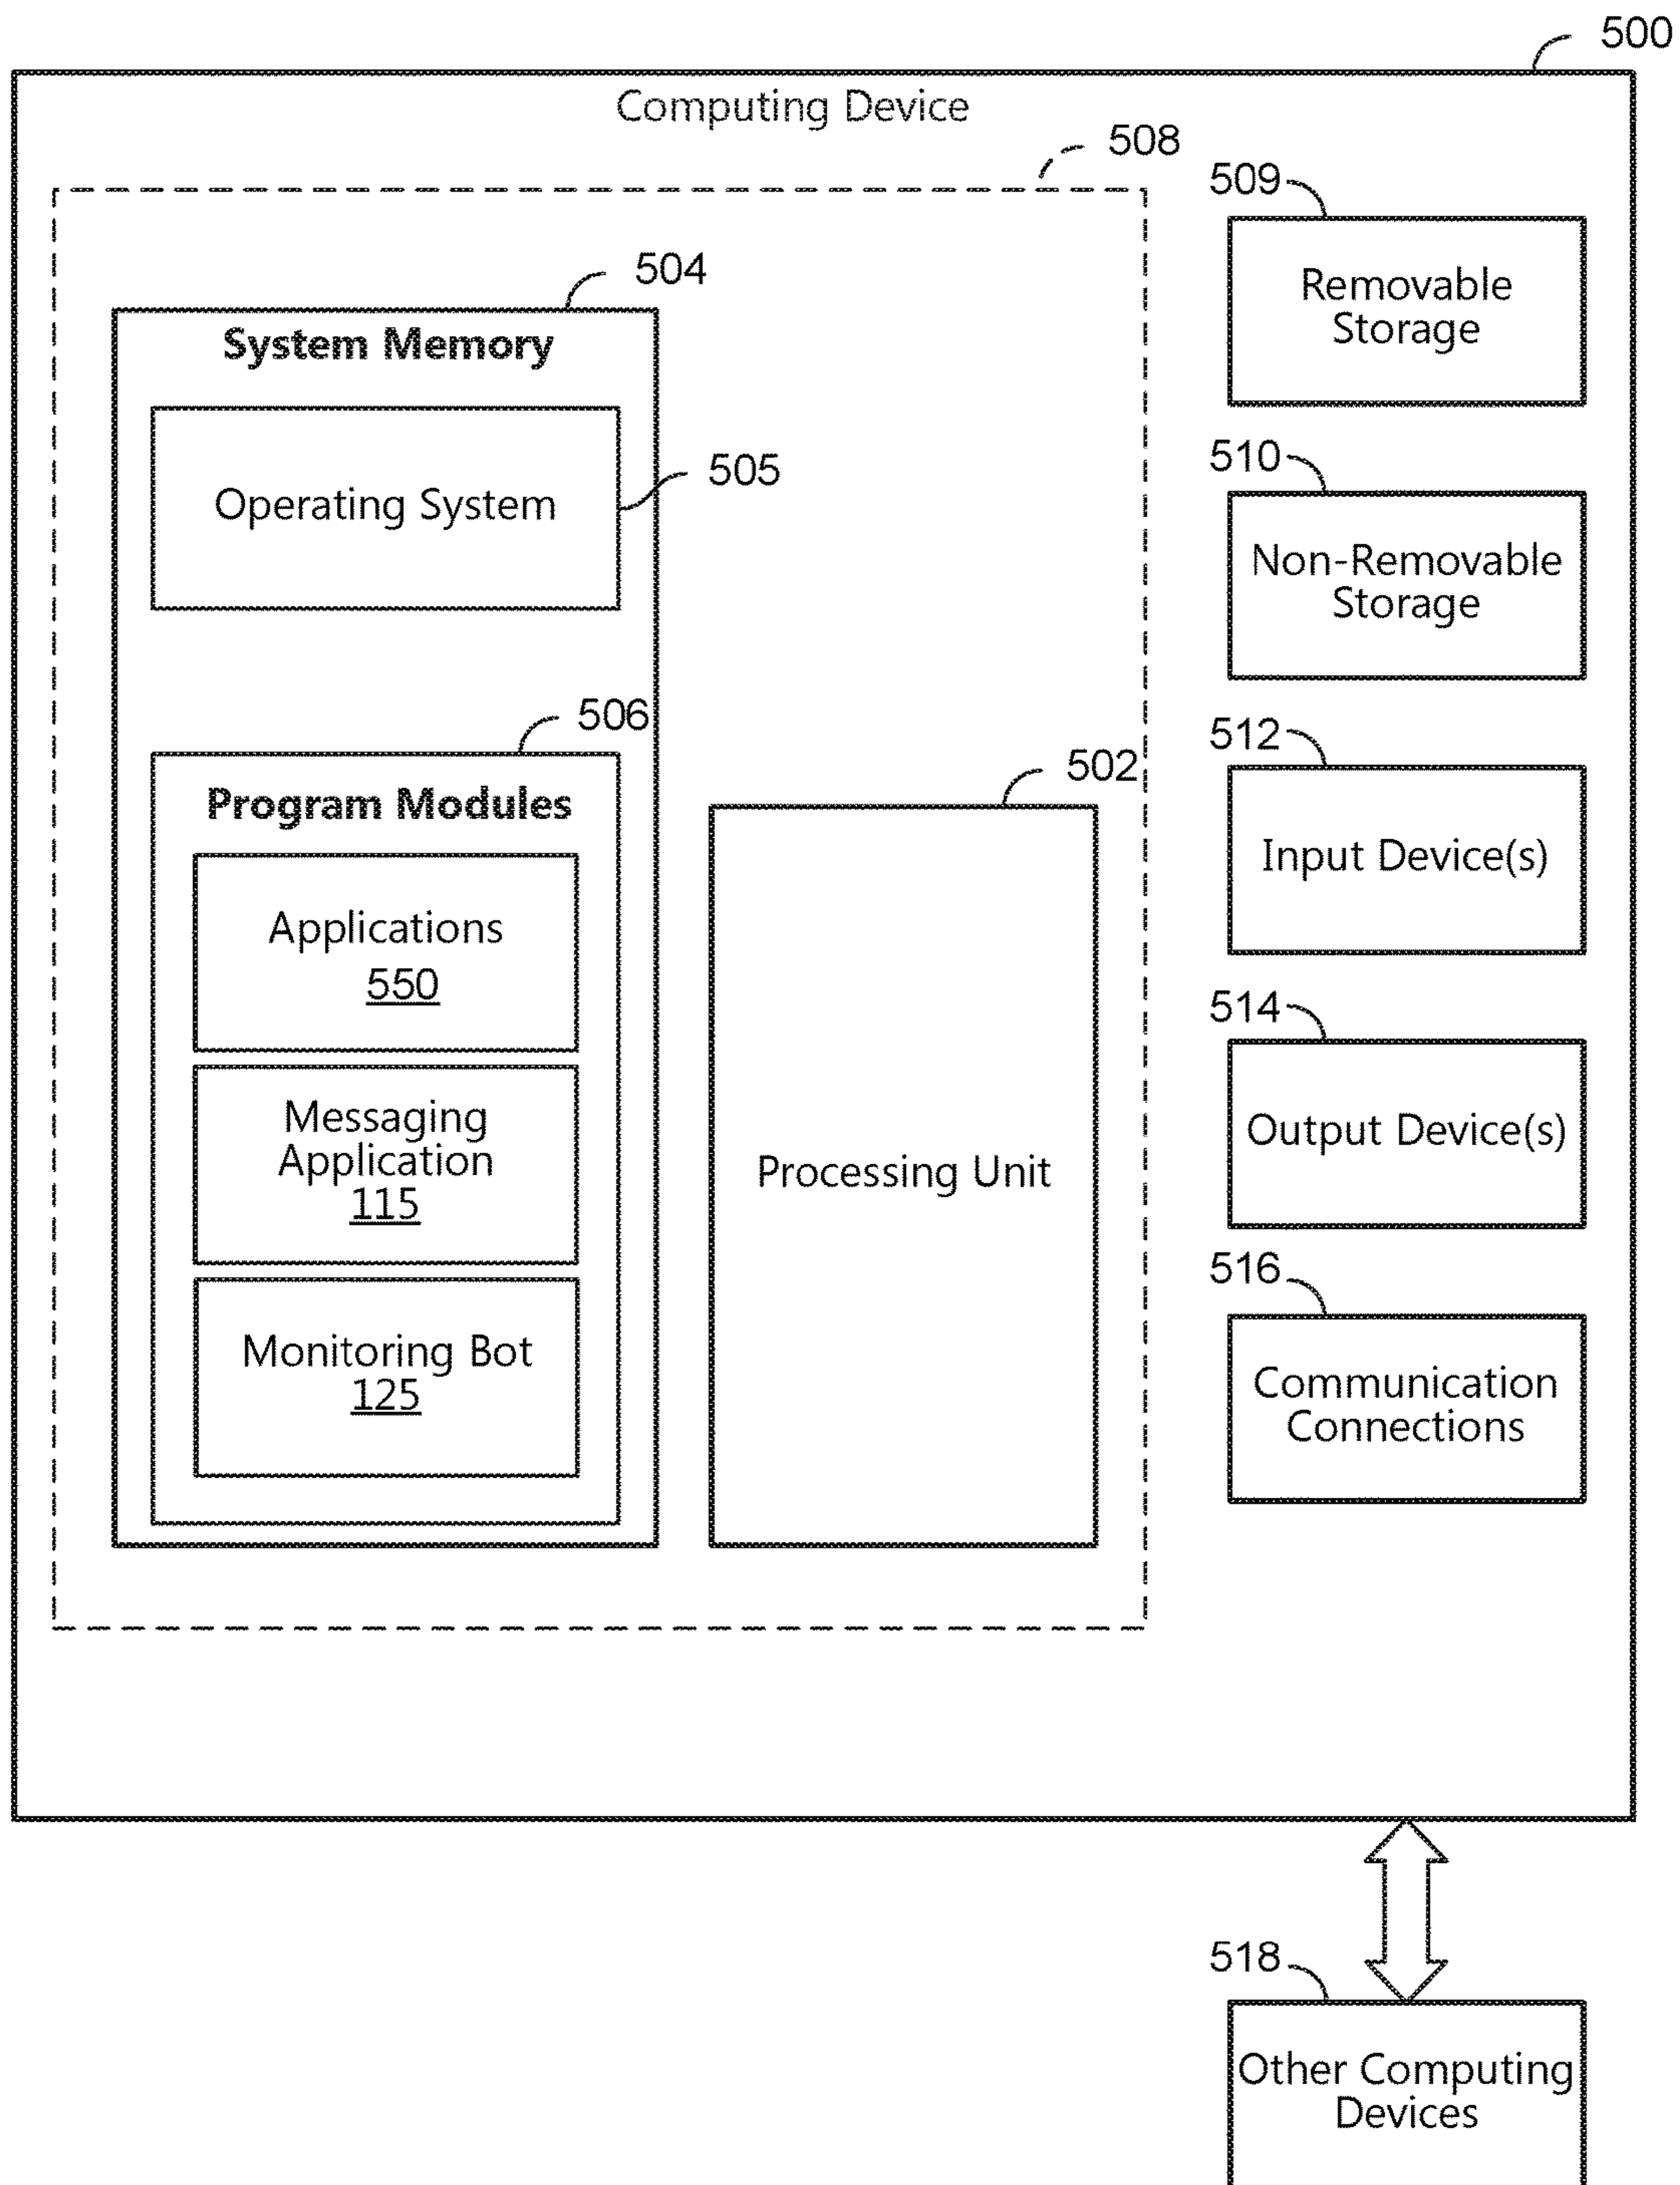 500
Computing Device
508
504
System Memory
Operating System
505
506
Program Modules
Applications
550
Messaging
Application
115
Monitoring Bot
125
502
Processing Unit
509
Removable
Storage
510
Non-Removable
Storage
512
Input Device(s)
514
Output Device(s)
516
Communication
Connections
518
Other Computing
Devices